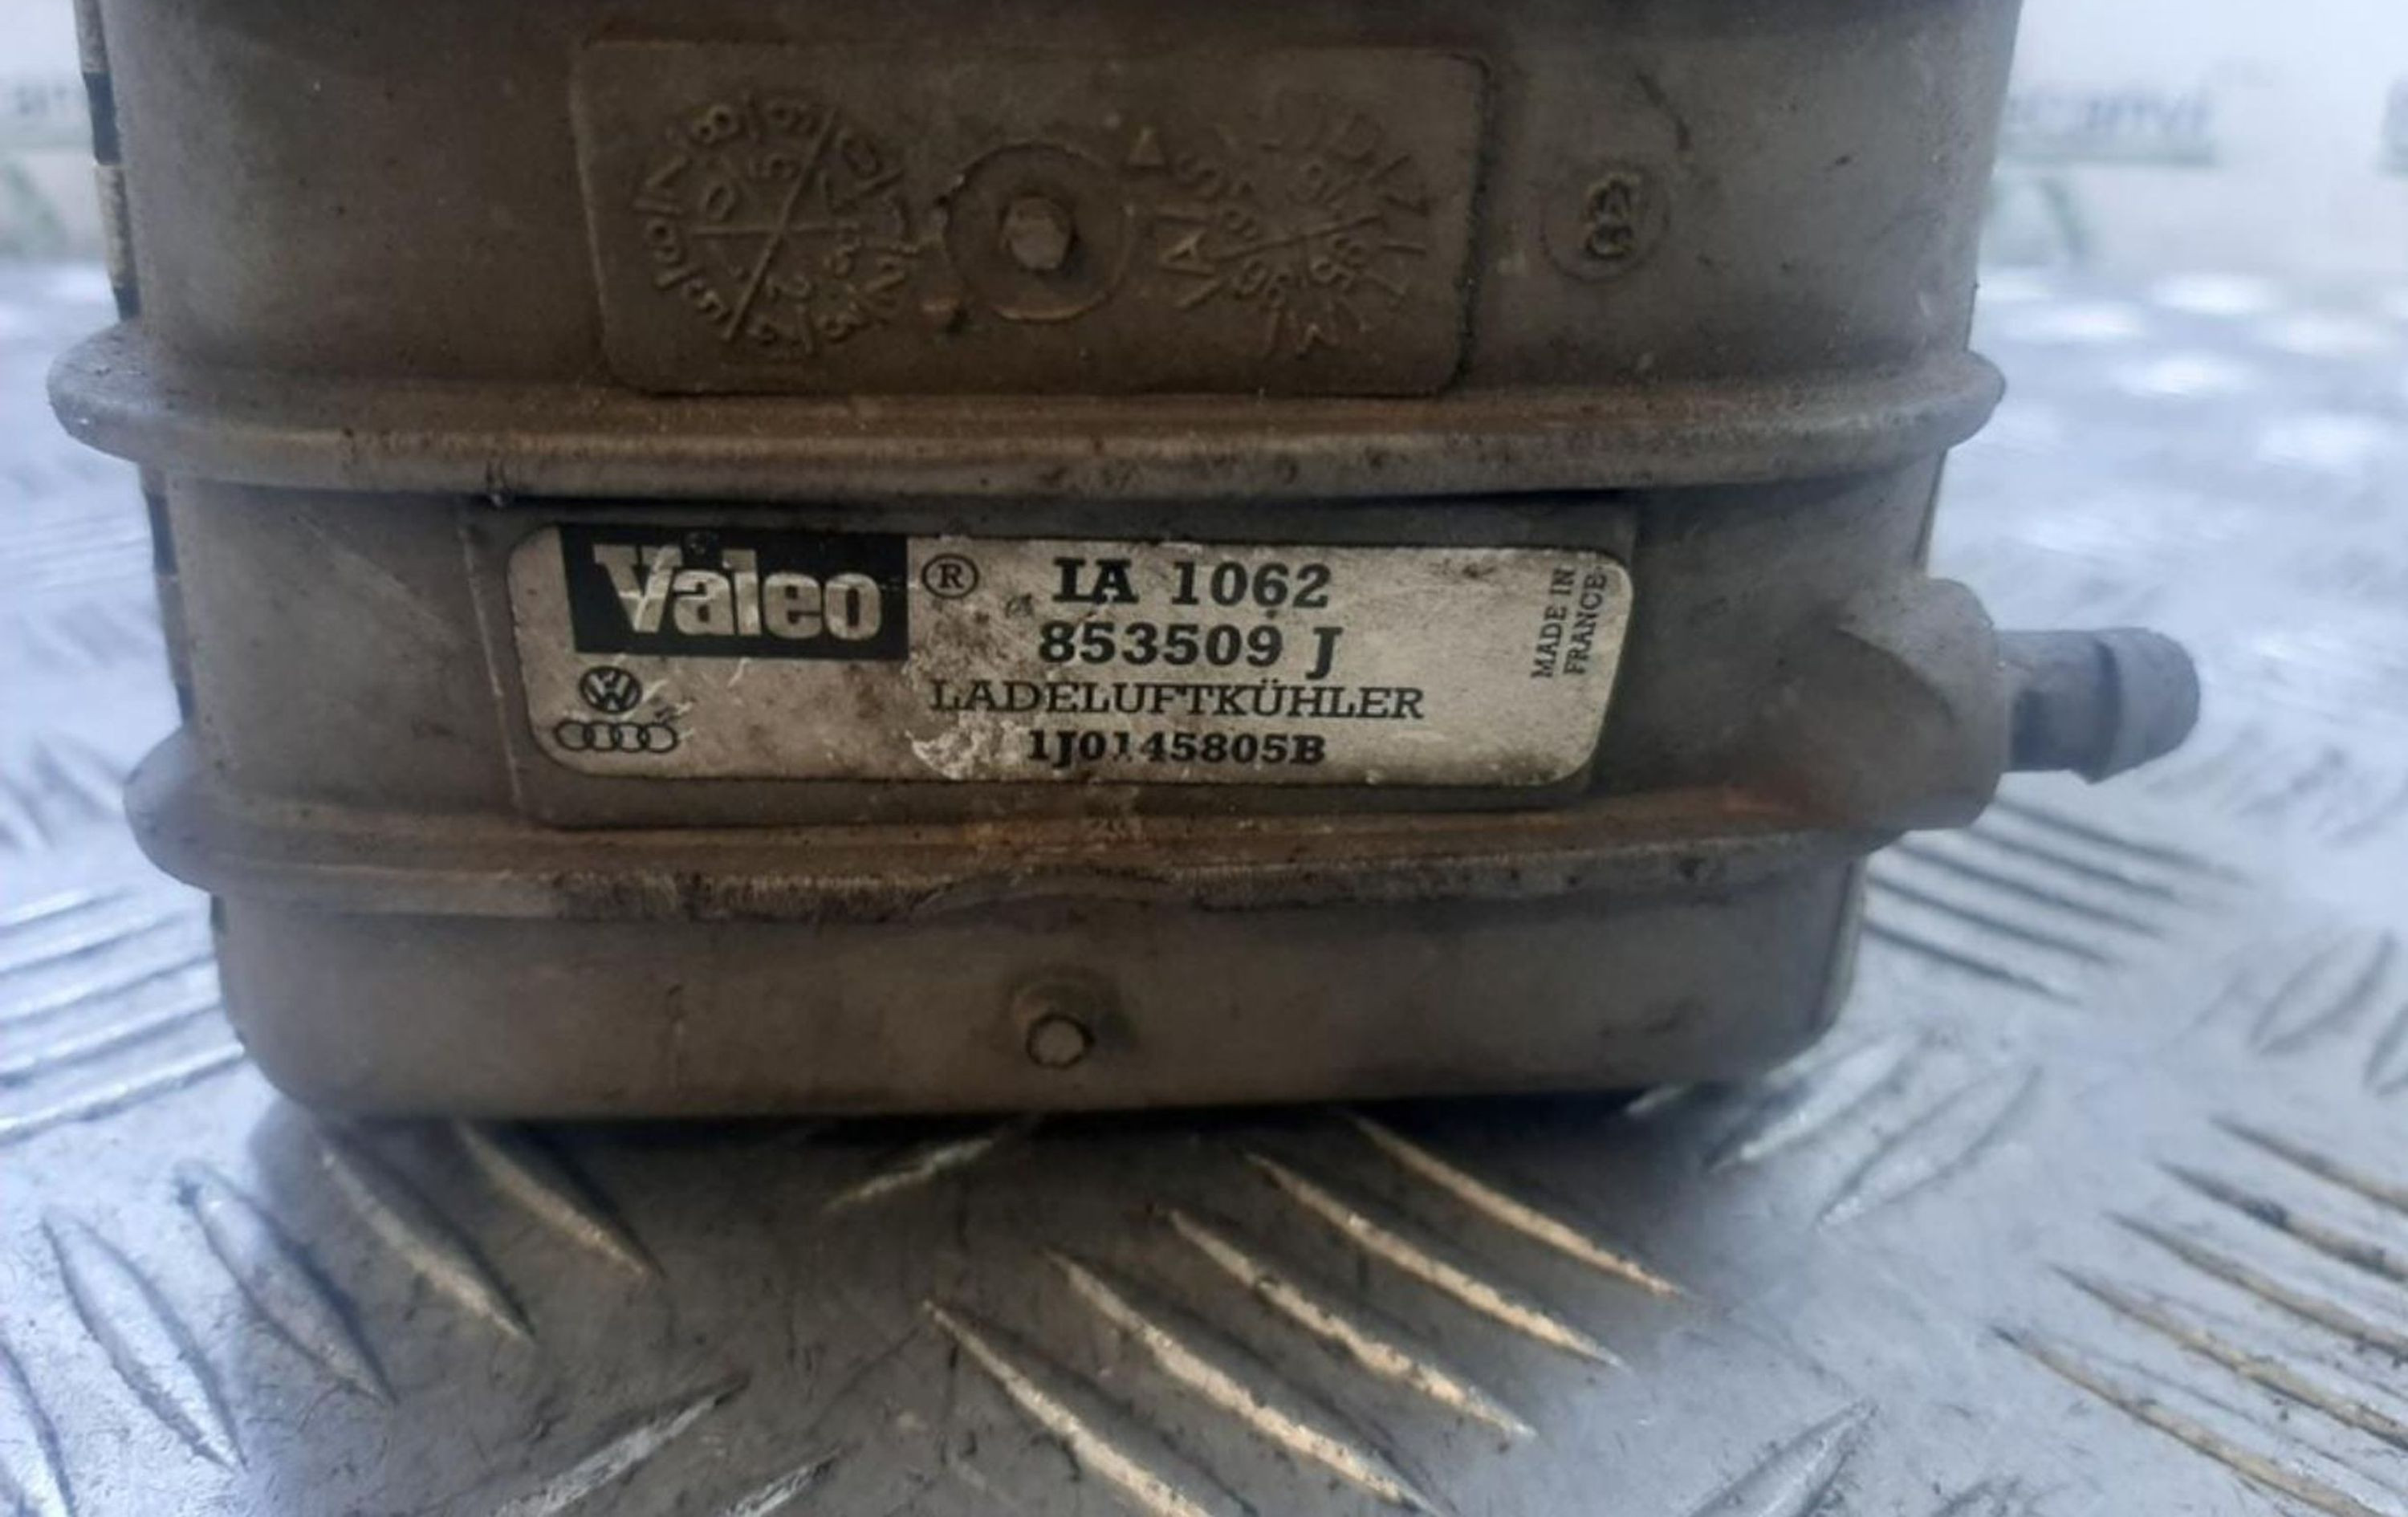 Valeo ® IA 1062
853509 J
LADELUFTKÜHLER
1J0145805B
MADE IN
FRANCE